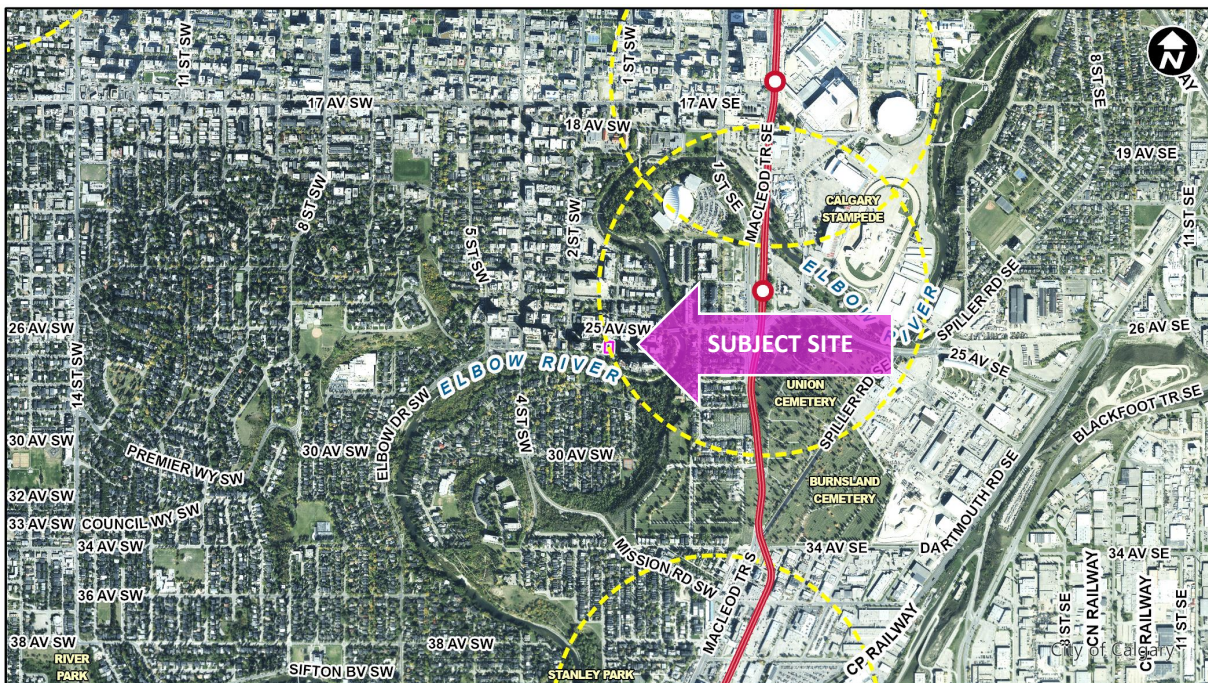 11 ST SW
1 ST SW
8 ST SE
AY
N
17 AV SW
17 AV SE
18 AV SW
19 AV SE
MACLEOD TR SE
1 ST SE
8 ST SW
CALGARY
STAMPEDE
11 ST SE
2 ST SW
5 ST SW
ELBOW RIVER
SPILLER RD SE
26 AV SW
25 AV SW
SUBJECT SITE
26 AV SE
25 AV SE
14 ST SW
ELBOW RIVER
UNION
CEMETERY
SPILLER RD SE
BLACKFOOT TR SE
ELBOW DR SW
4 ST SW
30 AV SW
30 AV SW
30 AV SW
PREMIER WY SW
BURNSLAND
CEMETERY
32 AV SW
33 AV SW
COUNCIL WY SW
34 AV SW
MISSION RD SW
34 AV SE
DARTMOUTH RD SE
34 AV SE
36 AV SW
MACLEOD TR S
CP RAILWAY
8 ST SE
CN RAILWAY
CP RAILWAY
11 ST SE
38 AV SW
38 AV SW
City of Calgary
RIVER
PARK
SIFTON BV SW
STANLEY PARK